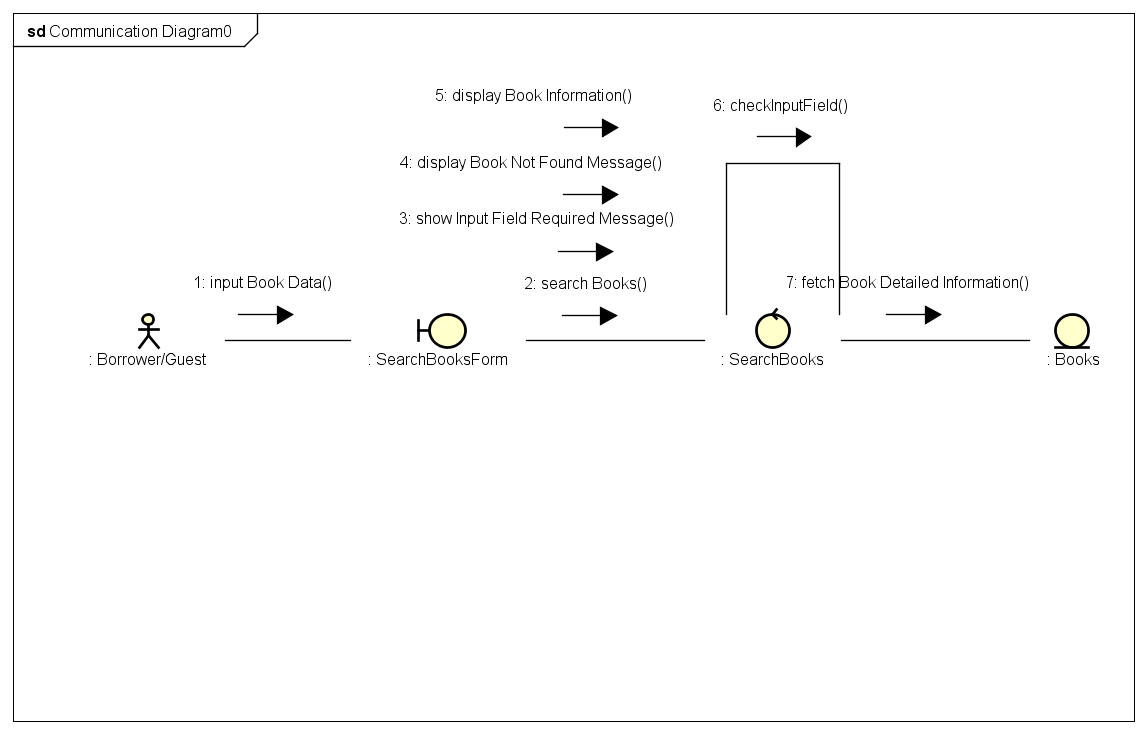 sd Communication Diagram0
5: display Book Information()
6: checkInputField()
4: display Book Not Found Message()
3: show Input Field Required Message()
1: input Book Data()
2: search Books()
7: fetch Book Detailed Information()
: Borrower/Guest
: SearchBooksForm
: SearchBooks
: Books